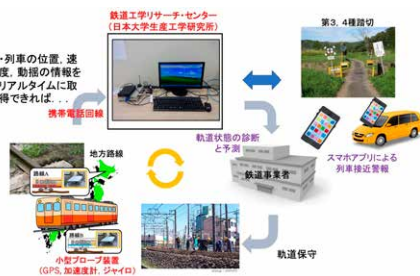 鉄道工学リサーチ・センター
(日本大学生産工学研究所)
第3，4種踏切
・列車の位置，速
度，動揺の情報を
リアルタイムに取
得できれば．．．
携帯電話回線
軌道状態の診断
と予測
スマホアプリによる
列車接近警報
地方路線
路線A
鉄道事業者
小型プローブ装置
(GPS, 加速度計，ジャイロ)
軌道保守